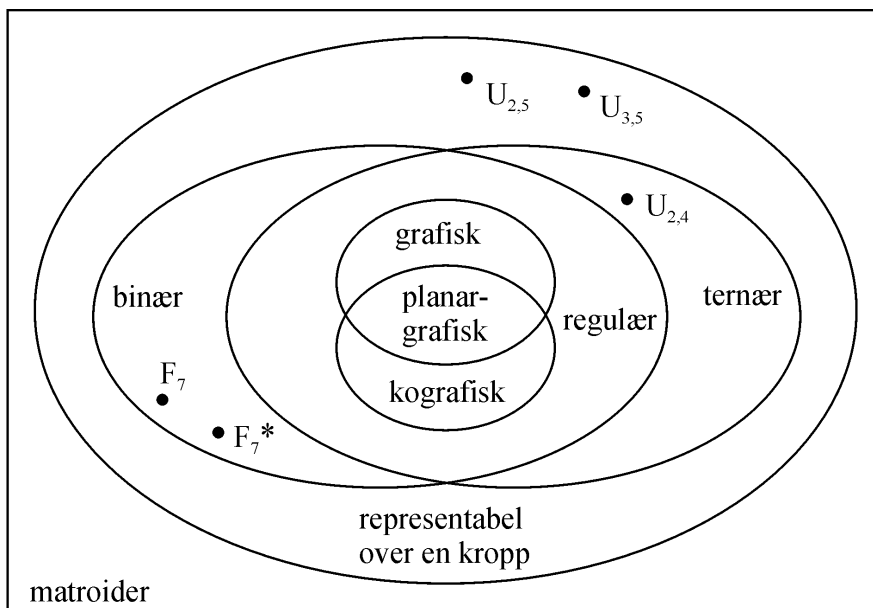 U2,5
U3,5
U2,4
grafisk
binær
planar-
grafisk
regulær
ternær
kografisk
F7
F7*
representabel
over en kropp
matroider